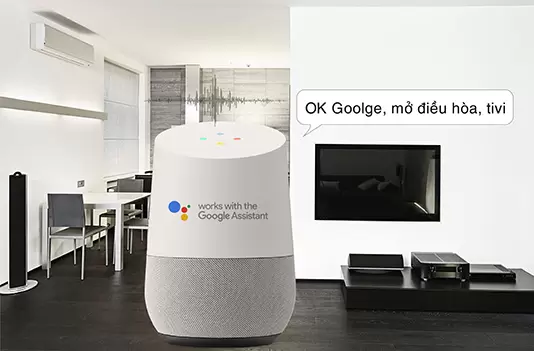 OK Goolge, mở điều hòa, tivi
works with the
Google Assistant